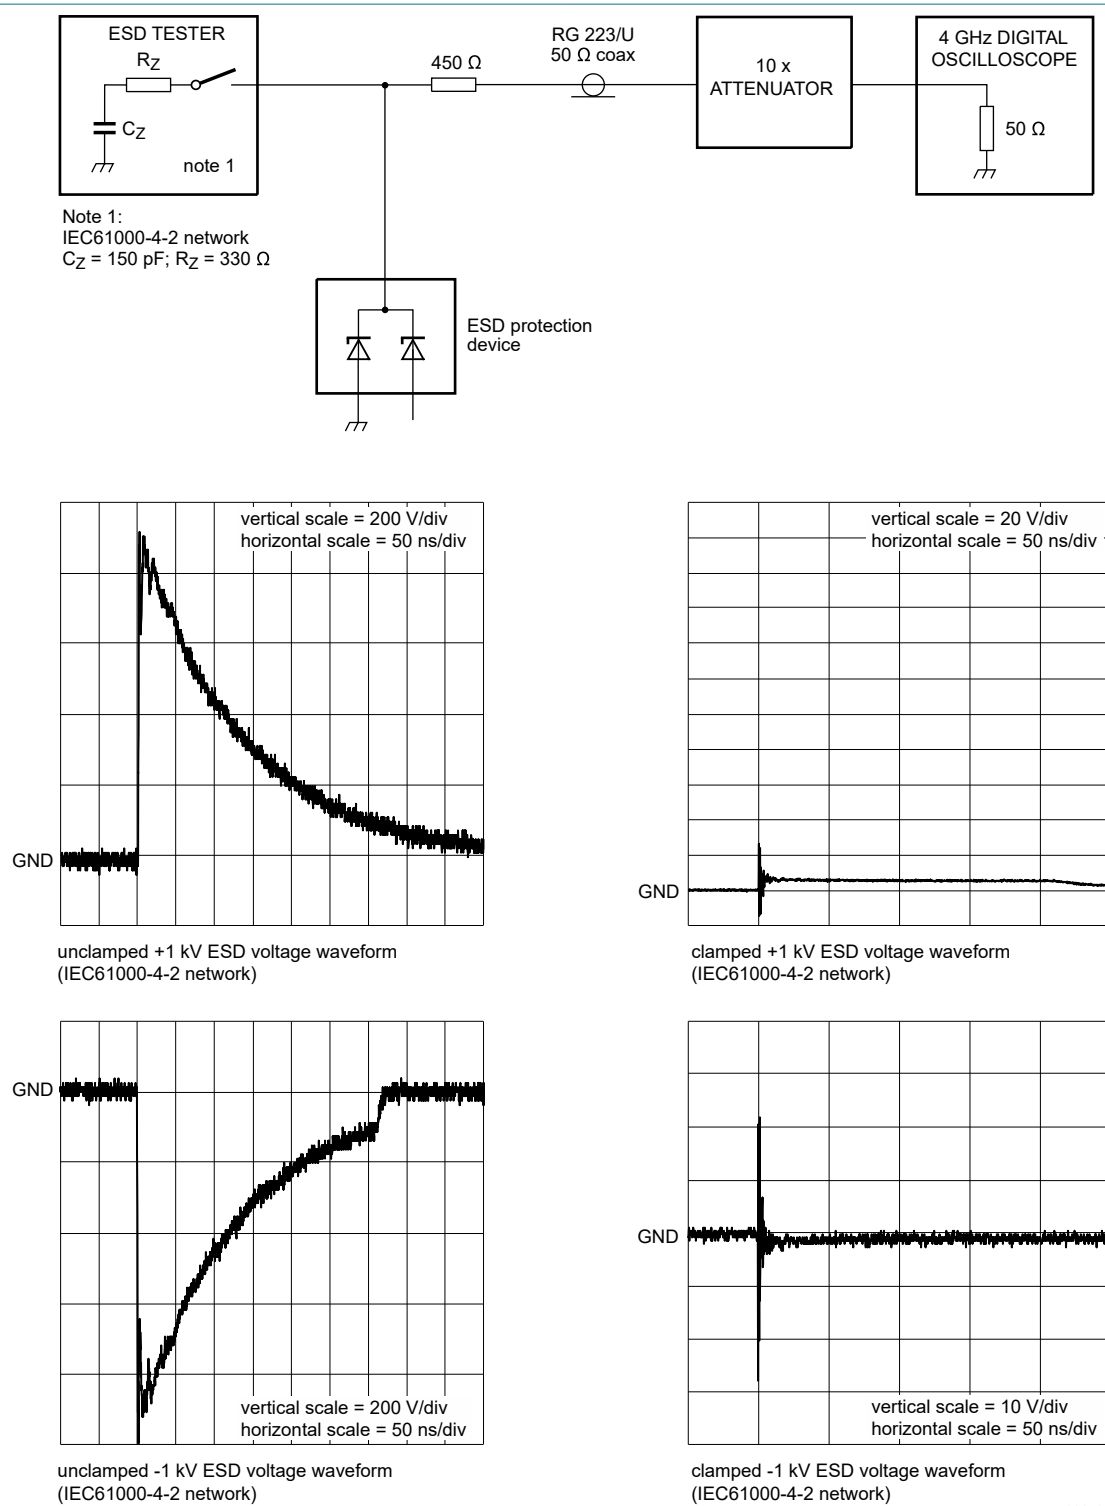 ESD TESTER
RZ
CZ
note 1
450 Ω
RG 223/U
50 Ω coax
10 x
ATTENUATOR
4 GHz DIGITAL
OSCILLOSCOPE
50 Ω
Note 1:
IEC61000-4-2 network
CZ = 150 pF; RZ = 330 Ω
ESD protection
device
vertical scale = 200 V/div
horizontal scale = 50 ns/div
GND
unclamped +1 kV ESD voltage waveform
(IEC61000-4-2 network)
vertical scale = 20 V/div
horizontal scale = 50 ns/div
GND
clamped +1 kV ESD voltage waveform
(IEC61000-4-2 network)
GND
vertical scale = 200 V/div
horizontal scale = 50 ns/div
unclamped -1 kV ESD voltage waveform
(IEC61000-4-2 network)
GND
vertical scale = 10 V/div
horizontal scale = 50 ns/div
clamped -1 kV ESD voltage waveform
(IEC61000-4-2 network)